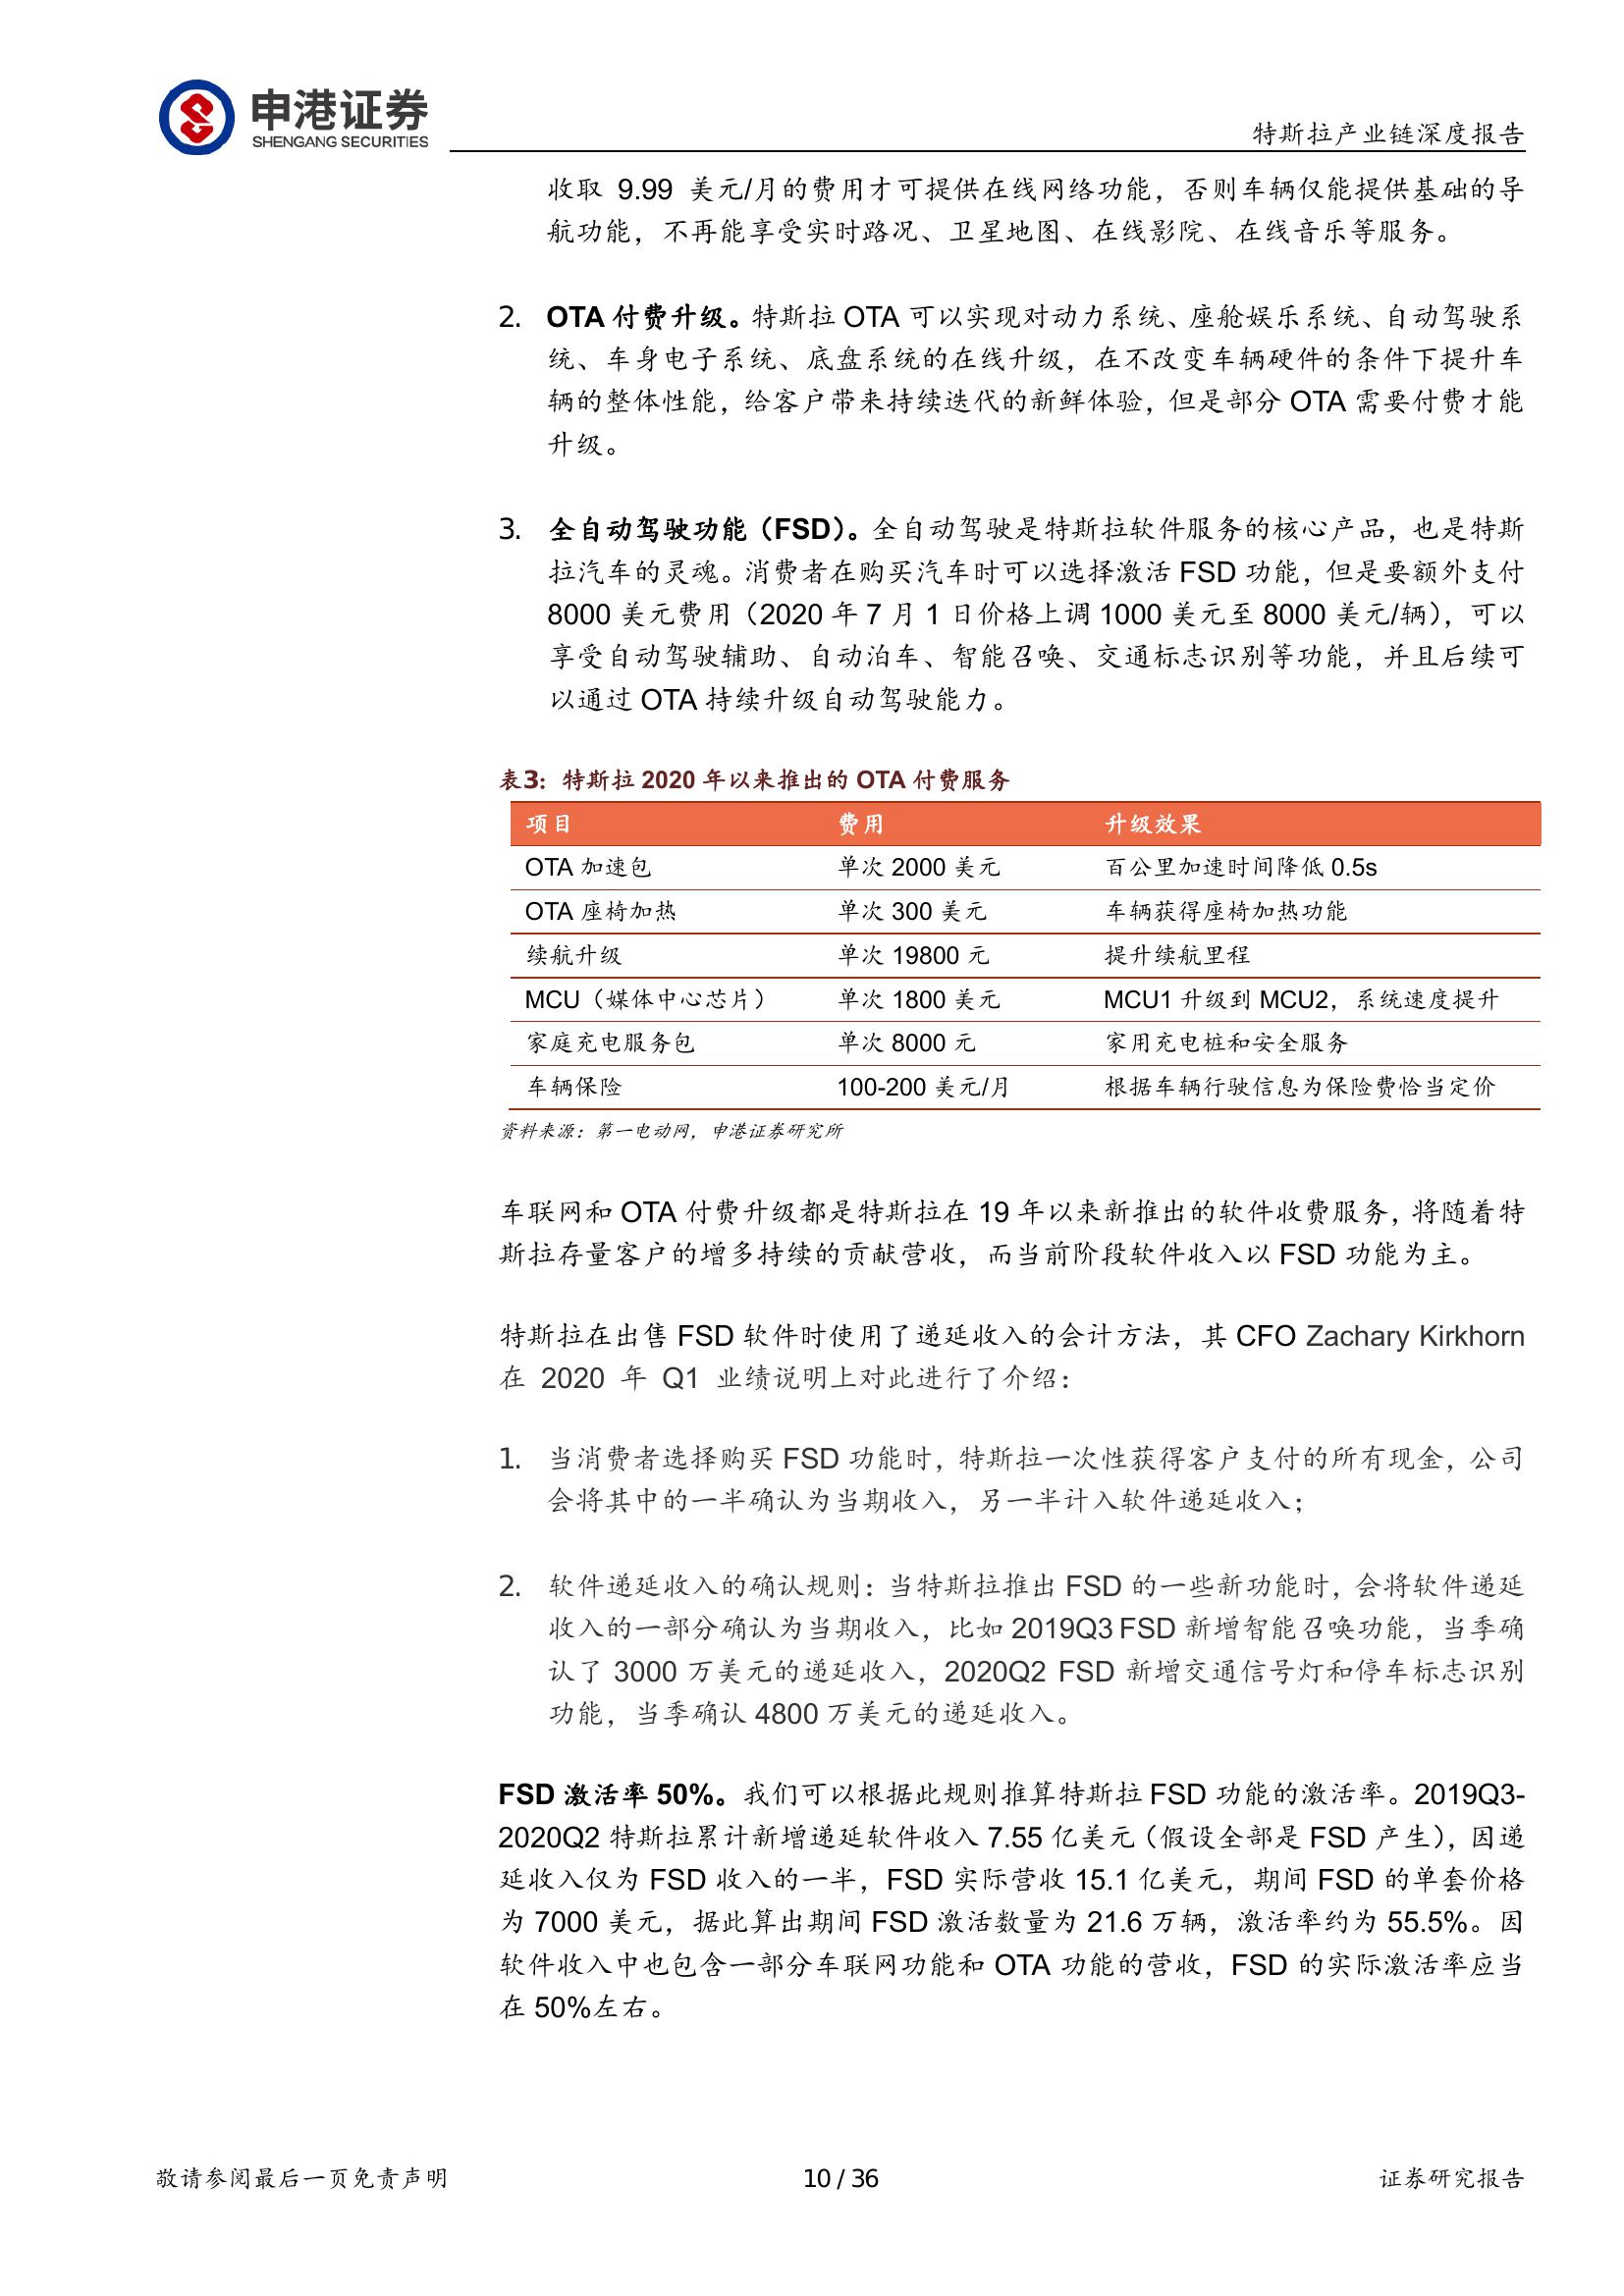 申港证券
SHENGANG SECURITIES
特斯拉产业链深度报告
收取 9.99 美元/月的费用才可提供在线网络功能，否则车辆仅能提供基础的导
航功能，不再能享受实时路况、卫星地图、在线影院、在线音乐等服务。
2. OTA 付费升级。特斯拉 OTA 可以实现对动力系统、座舱娱乐系统、自动驾驶系
统、车身电子系统、底盘系统的在线升级，在不改变车辆硬件的条件下提升车
辆的整体性能，给客户带来持续迭代的新鲜体验，但是部分 OTA 需要付费才能
升级。
3. 全自动驾驶功能（FSD）。全自动驾驶是特斯拉软件服务的核心产品，也是特斯
拉汽车的灵魂。消费者在购买汽车时可以选择激活 FSD 功能，但是要额外支付
8000 美元费用（2020 年 7 月 1 日价格上调 1000 美元至 8000 美元/辆），可以
享受自动驾驶辅助、自动泊车、智能召唤、交通标志识别等功能，并且后续可
以通过 OTA 持续升级自动驾驶能力。
表3：特斯拉 2020 年以来推出的 OTA 付费服务
项目 费用 升级效果
OTA 加速包 单次 2000 美元 百公里加速时间降低 0.5s
OTA 座椅加热 单次 300 美元 车辆获得座椅加热功能
续航升级 单次 19800 元 提升续航里程
MCU（媒体中心芯片） 单次 1800 美元 MCU1 升级到 MCU2，系统速度提升
家庭充电服务包 单次 8000 元 家用充电桩和安全服务
车辆保险 100-200 美元/月 根据车辆行驶信息为保险费恰当定价
资料来源：第一电动网，申港证券研究所
车联网和 OTA 付费升级都是特斯拉在 19 年以来新推出的软件收费服务，将随着特
斯拉存量客户的增多持续的贡献营收，而当前阶段软件收入以 FSD 功能为主。
特斯拉在出售 FSD 软件时使用了递延收入的会计方法，其 CFO Zachary Kirkhorn
在 2020 年 Q1 业绩说明上对此进行了介绍：
1. 当消费者选择购买 FSD 功能时，特斯拉一次性获得客户支付的所有现金，公司
会将其中的一半确认为当期收入，另一半计入软件递延收入；
2. 软件递延收入的确认规则：当特斯拉推出 FSD 的一些新功能时，会将软件递延
收入的一部分确认为当期收入，比如 2019Q3 FSD 新增智能召唤功能，当季确
认了 3000 万美元的递延收入，2020Q2 FSD 新增交通信号灯和停车标志识别
功能，当季确认 4800 万美元的递延收入。
FSD 激活率 50%。我们可以根据此规则推算特斯拉 FSD 功能的激活率。2019Q3-
2020Q2 特斯拉累计新增递延软件收入 7.55 亿美元（假设全部是 FSD 产生），因递
延收入仅为 FSD 收入的一半，FSD 实际营收 15.1 亿美元，期间 FSD 的单套价格
为 7000 美元，据此算出期间 FSD 激活数量为 21.6 万辆，激活率约为 55.5%。因
软件收入中也包含一部分车联网功能和 OTA 功能的营收，FSD 的实际激活率应当
在 50%左右。
敬请参阅最后一页免责声明 10 / 36 证券研究报告